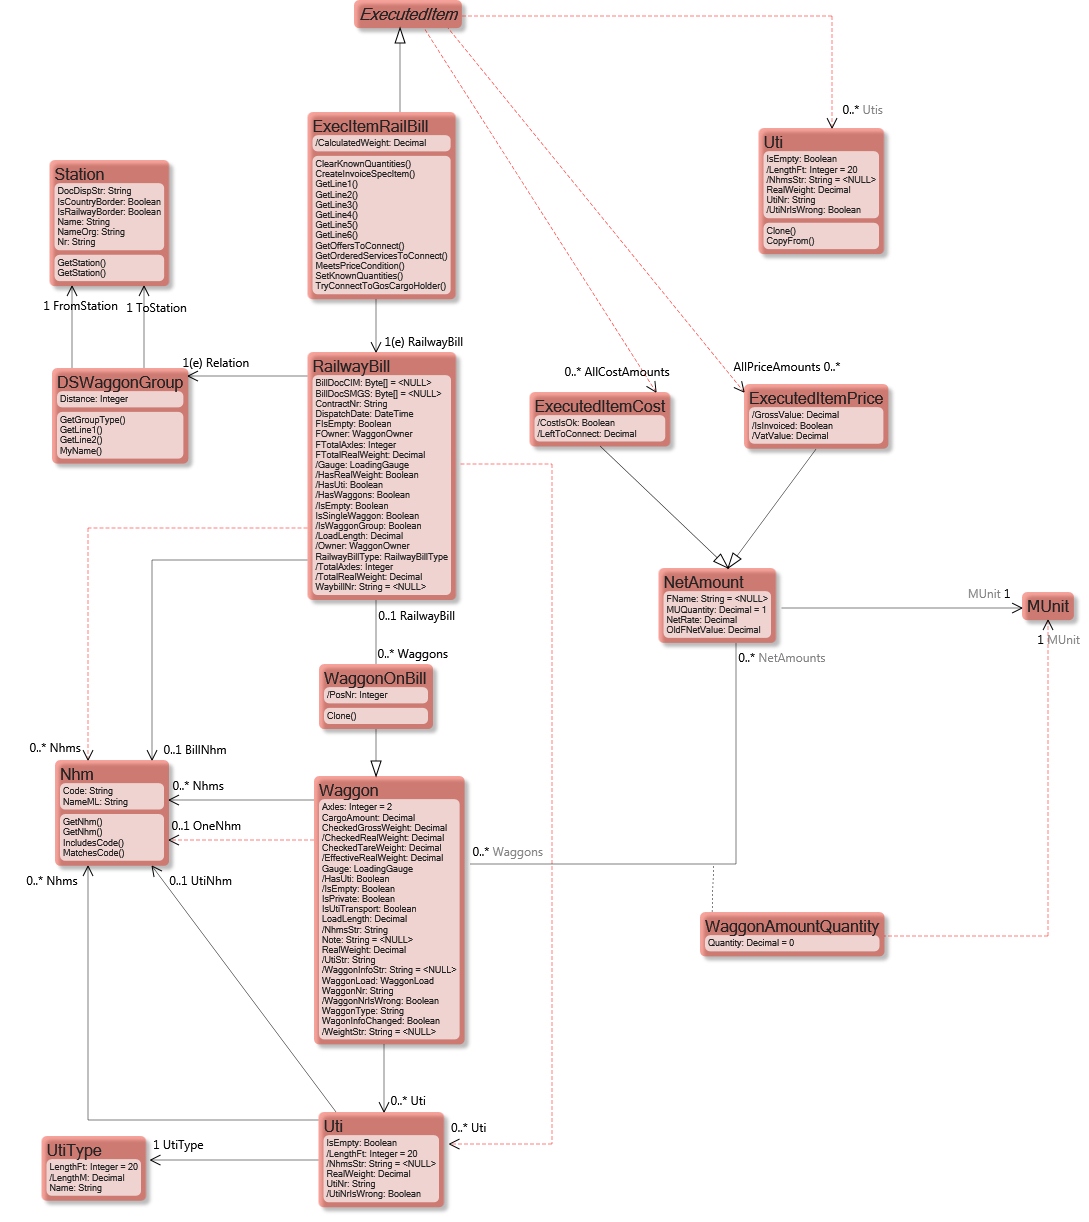 ExecutedItem
0..* Utis
ExecItemRailBill
/CalculatedWeight: Decimal
ClearKnownQuantities()
CreateInvoiceSpecItem()
GetLine1()
GetLine2()
GetLine3()
GetLine4()
GetLine5()
GetLine6()
GetOffersToConnect()
GetOrderedServicesToConnect()
MeetsPriceCondition()
SetKnownQuantities()
TryConnectToGosCargoHolder()
Uti
IsEmpty: Boolean
/LengthFt: Integer = 20
/NhmsStr: String = <NULL>
RealWeight: Decimal
UtiNr: String
/UtiNrIsWrong: Boolean
Clone()
CopyFrom()
Station
DocDispStr: String
IsCountryBorder: Boolean
IsRailwayBorder: Boolean
Name: String
NameOrg: String
Nr: String
GetStation()
GetStation()
1 FromStation
1 ToStation
1(e) RailwayBill
1(e) Relation
DSWaggonGroup
Distance: Integer
GetGroupType()
GetLine1()
GetLine2()
MyName()
RailwayBill
BillDocCIM: Byte[] = <NULL>
BillDocSMGS: Byte[] = <NULL>
ContractNr: String
DispatchDate: DateTime
FIsEmpty: Boolean
FOwner: WaggonOwner
FTotalAxles: Integer
FTotalRealWeight: Decimal
/Gauge: LoadingGauge
/HasRealWeight: Boolean
/HasUti: Boolean
/HasWaggons: Boolean
/IsEmpty: Boolean
IsSingleWaggon: Boolean
/IsWaggonGroup: Boolean
/LoadLength: Decimal
/Owner: WaggonOwner
RailwayBillType: RailwayBillType
/TotalAxles: Integer
/TotalRealWeight: Decimal
WaybillNr: String = <NULL>
0..* AllCostAmounts
AllPriceAmounts 0..*
ExecutedItemCost
/CostIsOk: Boolean
/LeftToConnect: Decimal
ExecutedItemPrice
/GrossValue: Decimal
/IsInvoiced: Boolean
/VatValue: Decimal
NetAmount
FName: String = <NULL>
MUQuantity: Decimal = 1
NetRate: Decimal
OldFNetValue: Decimal
MUnit 1
MUnit
1 MUnit
0..* NetAmounts
0..1 RailwayBill
0..* Waggons
WaggonOnBill
/PosNr: Integer
Clone()
0..* Nhms
0..1 BillNhm
Nhm
Code: String
NameML: String
GetNhm()
GetNhm()
IncludesCode()
MatchesCode()
0..* Nhms
0..1 OneNhm
0..* Nhms
0..1 UtiNhm
Waggon
Axles: Integer = 2
CargoAmount: Decimal
CheckedGrossWeight: Decimal
/CheckedRealWeight: Decimal
CheckedTareWeight: Decimal
/EffectiveRealWeight: Decimal
Gauge: LoadingGauge
/HasUti: Boolean
/IsEmpty: Boolean
IsPrivate: Boolean
IsUtiTransport: Boolean
LoadLength: Decimal
/NhmsStr: String
Note: String = <NULL>
RealWeight: Decimal
/UtiStr: String
/WaggonInfoStr: String = <NULL>
WaggonLoad: WaggonLoad
WaggonNr: String
/WaggonNrIsWrong: Boolean
WaggonType: String
WagonInfoChanged: Boolean
/WeightStr: String = <NULL>
0..* Waggons
WaggonAmountQuantity
Quantity: Decimal = 0
0..* Uti
0..* Uti
Uti
IsEmpty: Boolean
/LengthFt: Integer = 20
/NhmsStr: String = <NULL>
RealWeight: Decimal
UtiNr: String
/UtiNrIsWrong: Boolean
1 UtiType
UtiType
LengthFt: Integer = 20
/LengthM: Decimal
Name: String